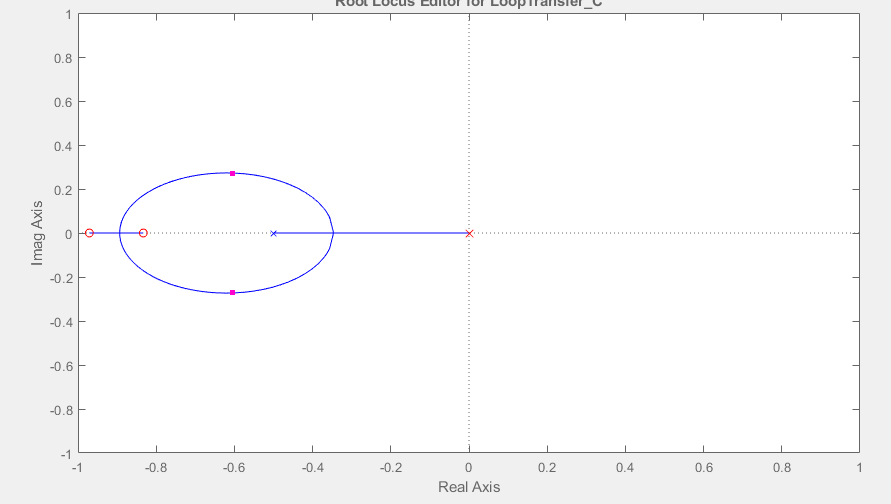 Root Locus Editor for LoopTransfer_C
1
0.8
0.6
0.4
0.2
0
-0.2
-0.4
-0.6
-0.8
-1
Imag Axis
-1 -0.8 -0.6 -0.4 -0.2 0 0.2 0.4 0.6 0.8 1
Real Axis